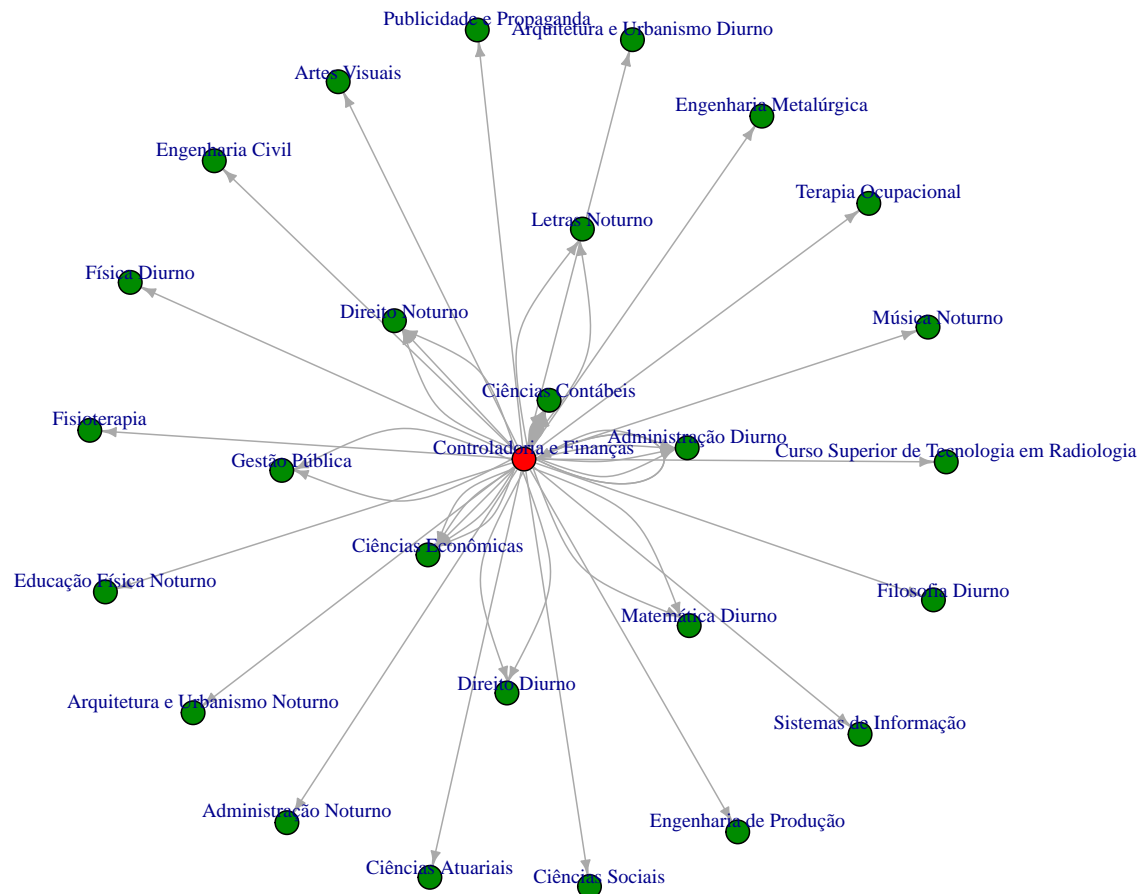 Publicidade e Propaganda
Arquitetura e Urbanismo Diurno
Artes Visuais
Engenharia Metalúrgica
Engenharia Civil
Terapia Ocupacional
Letras Noturno
Física Diurno
Direito Noturno
Música Noturno
Ciências Contábeis
Fisioterapia
Administração Diurno
Controladoria e Finanças
Curso Superior de Tecnologia em Radiologia
Gestão Pública
Ciências Econômicas
Educação Física Noturno
Filosofia Diurno
Matemática Diurno
Direito Diurno
Arquitetura e Urbanismo Noturno
Sistemas de Informação
Administração Noturno
Engenharia de Produção
Ciências Atuariais
Ciências Sociais